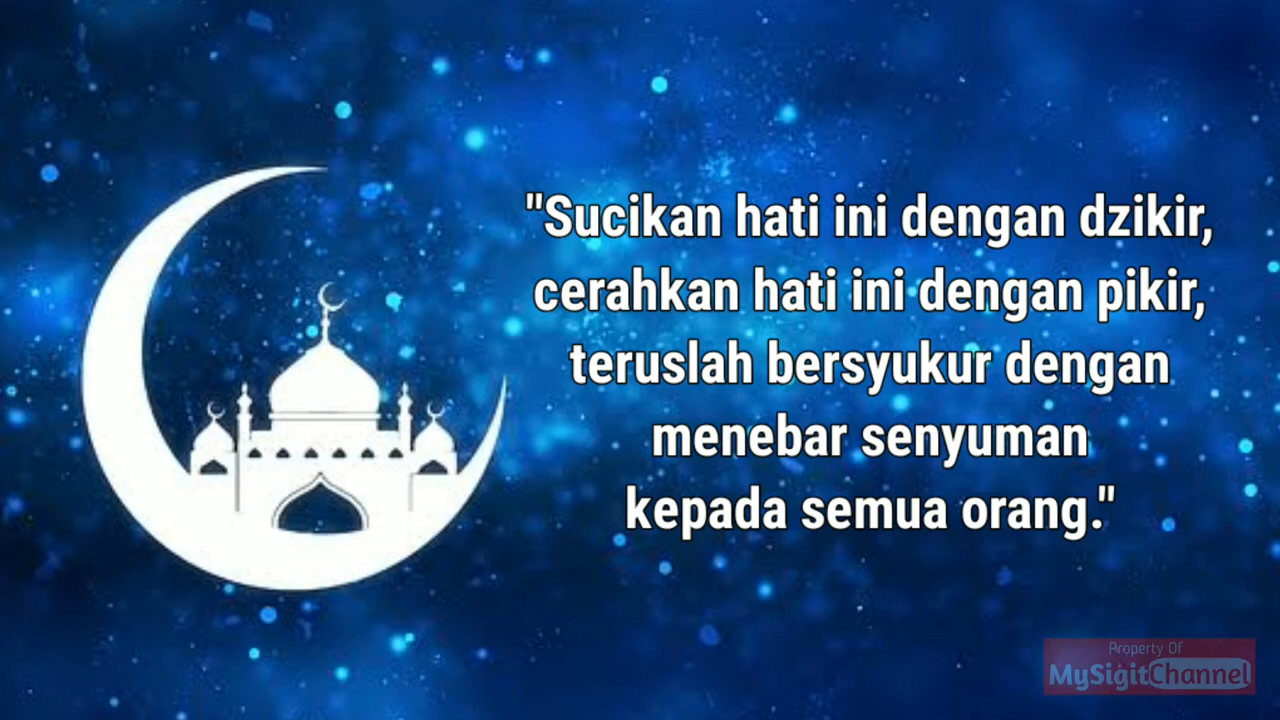 "Sucikan hati ini dengan dzikir,
cerahkan hati ini dengan pikir,
teruslah bersyukur dengan
menebar senyuman
kepada semua orang."
Property Of
MySigitChannel